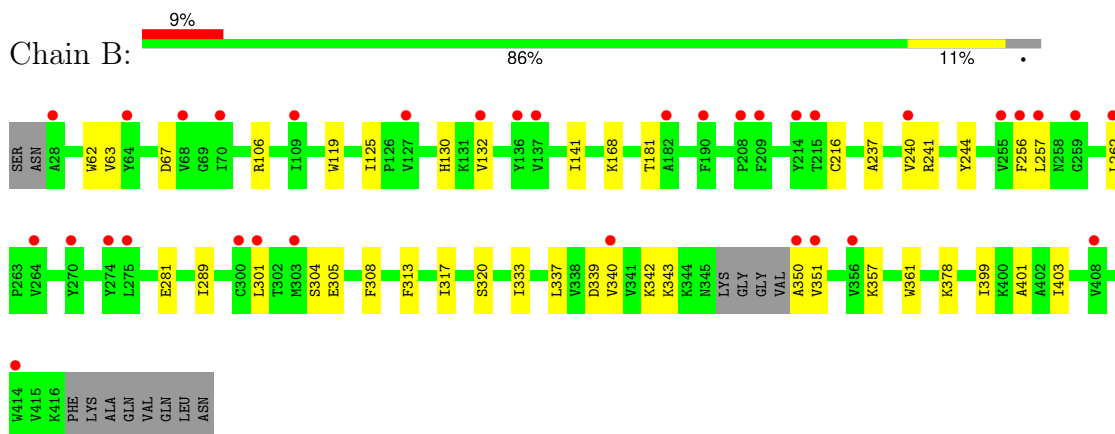 9%
Chain B:
86% 11% •
SER ASN A28 W62 V63 Y64 D67 V68 G69 I70 R106 I109 W119 I125 P126 V127 H130 K131 V132 Y136 V137 I141 K168 T181 A182 F190 P208 F209 Y214 T215 C216 A237 V240 R241 Y244 V255 F256 L257 N258 G259
P263 V264 Y270 Y274 L275 E281 I289 C300 L301 T302 M303 S304 E305 F308 F313 I317 S320 I333 L337 V338 D339 V340 V341 K342 K343 K344 N345 LYS GLY GLY VAL A350 V351 V356 K357 W361 K378 I399 K400 A401 A402 I403 V408
W414 V415 K416 PHE LYS ALA GLN VAL GLN LEU ASN